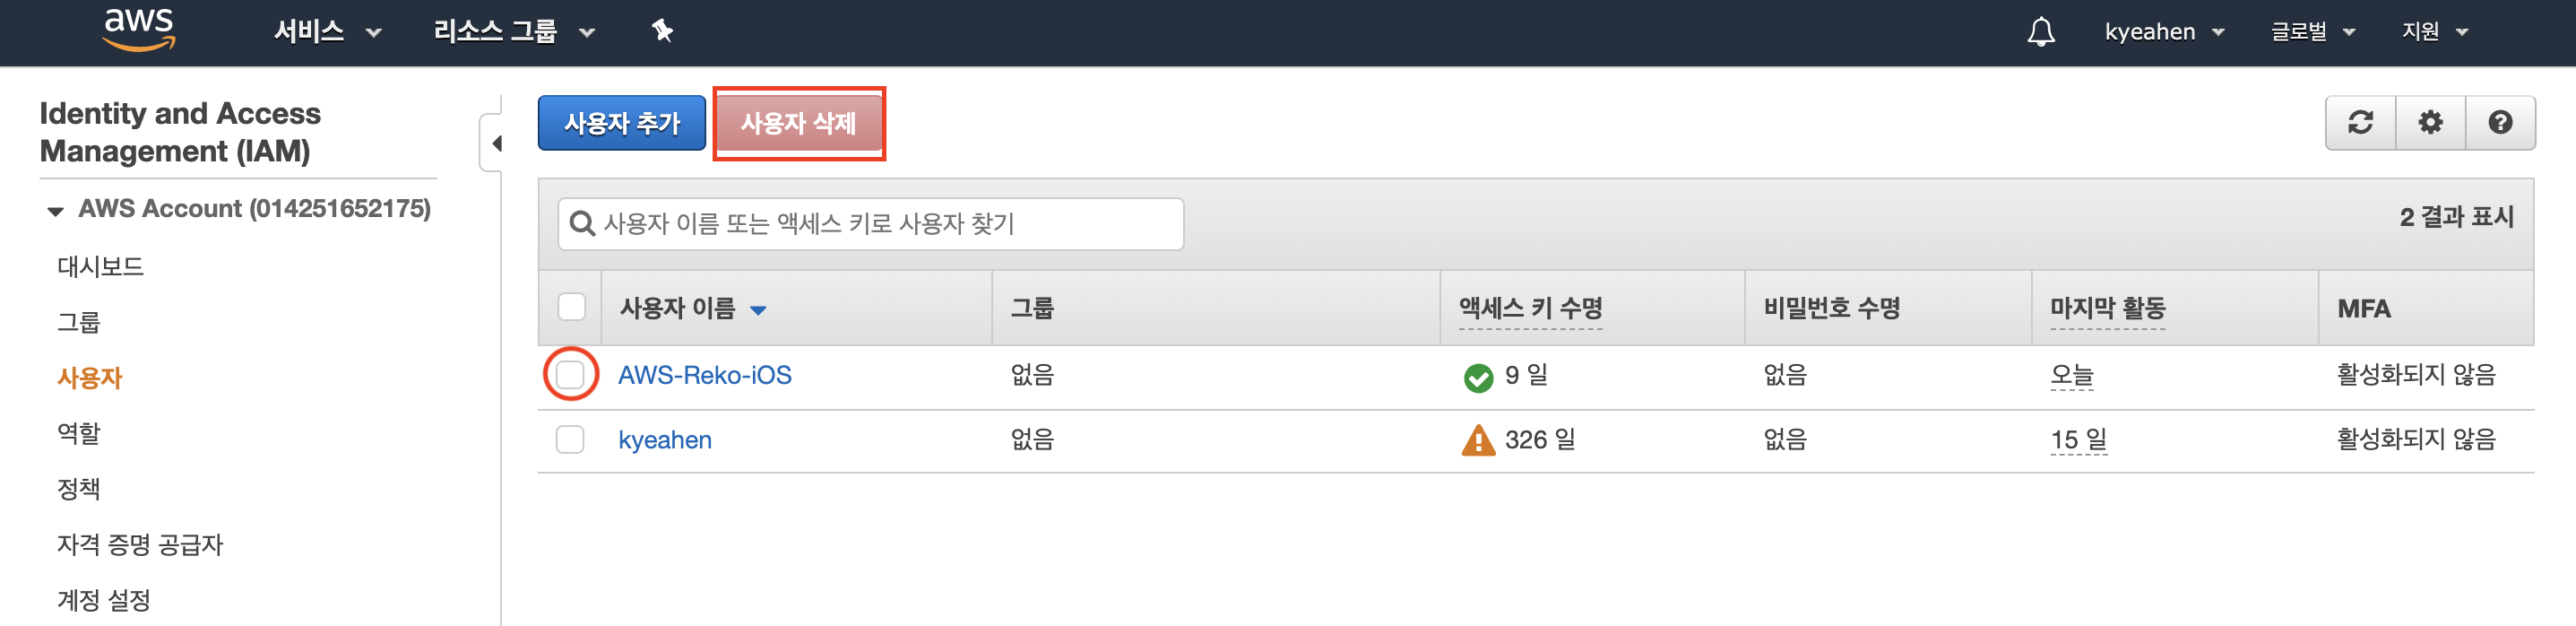 aws 서비스 리소스 그룹 kyeahen 글로벌 지원
Identity and Access
Management (IAM)
AWS Account (014251652175)
대시보드
그룹
사용자
역할
정책
자격 증명 공급자
계정 설정
사용자 추가 사용자 삭제
사용자 이름 또는 액세스 키로 사용자 찾기 2 결과 표시
사용자 이름 그룹 액세스 키 수명 비밀번호 수명 마지막 활동 MFA
AWS-Reko-iOS 없음 9 일 없음 오늘 활성화되지 않음
kyeahen 없음 326 일 없음 15 일 활성화되지 않음